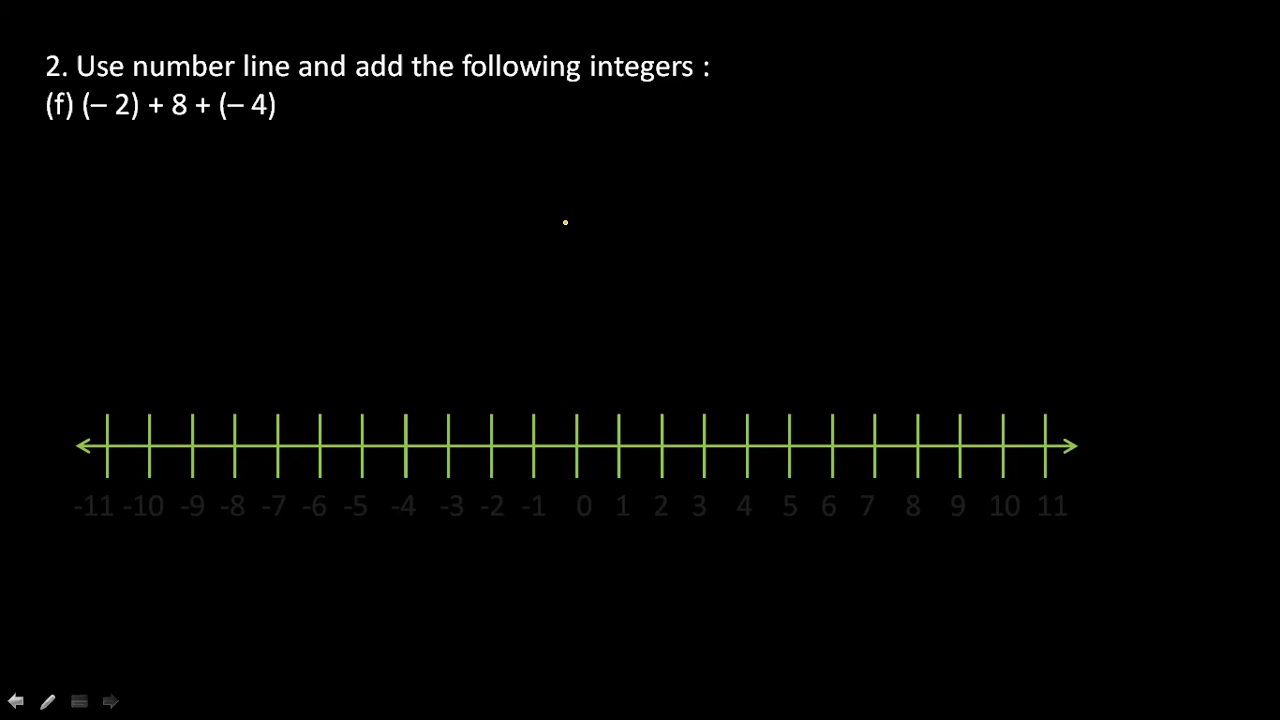 2. Use number line and add the following integers :
(f) (– 2) + 8 + (– 4)
-11 -10 -9 -8 -7 -6 -5 -4 -3 -2 -1 0 1 2 3 4 5 6 7 8 9 10 11